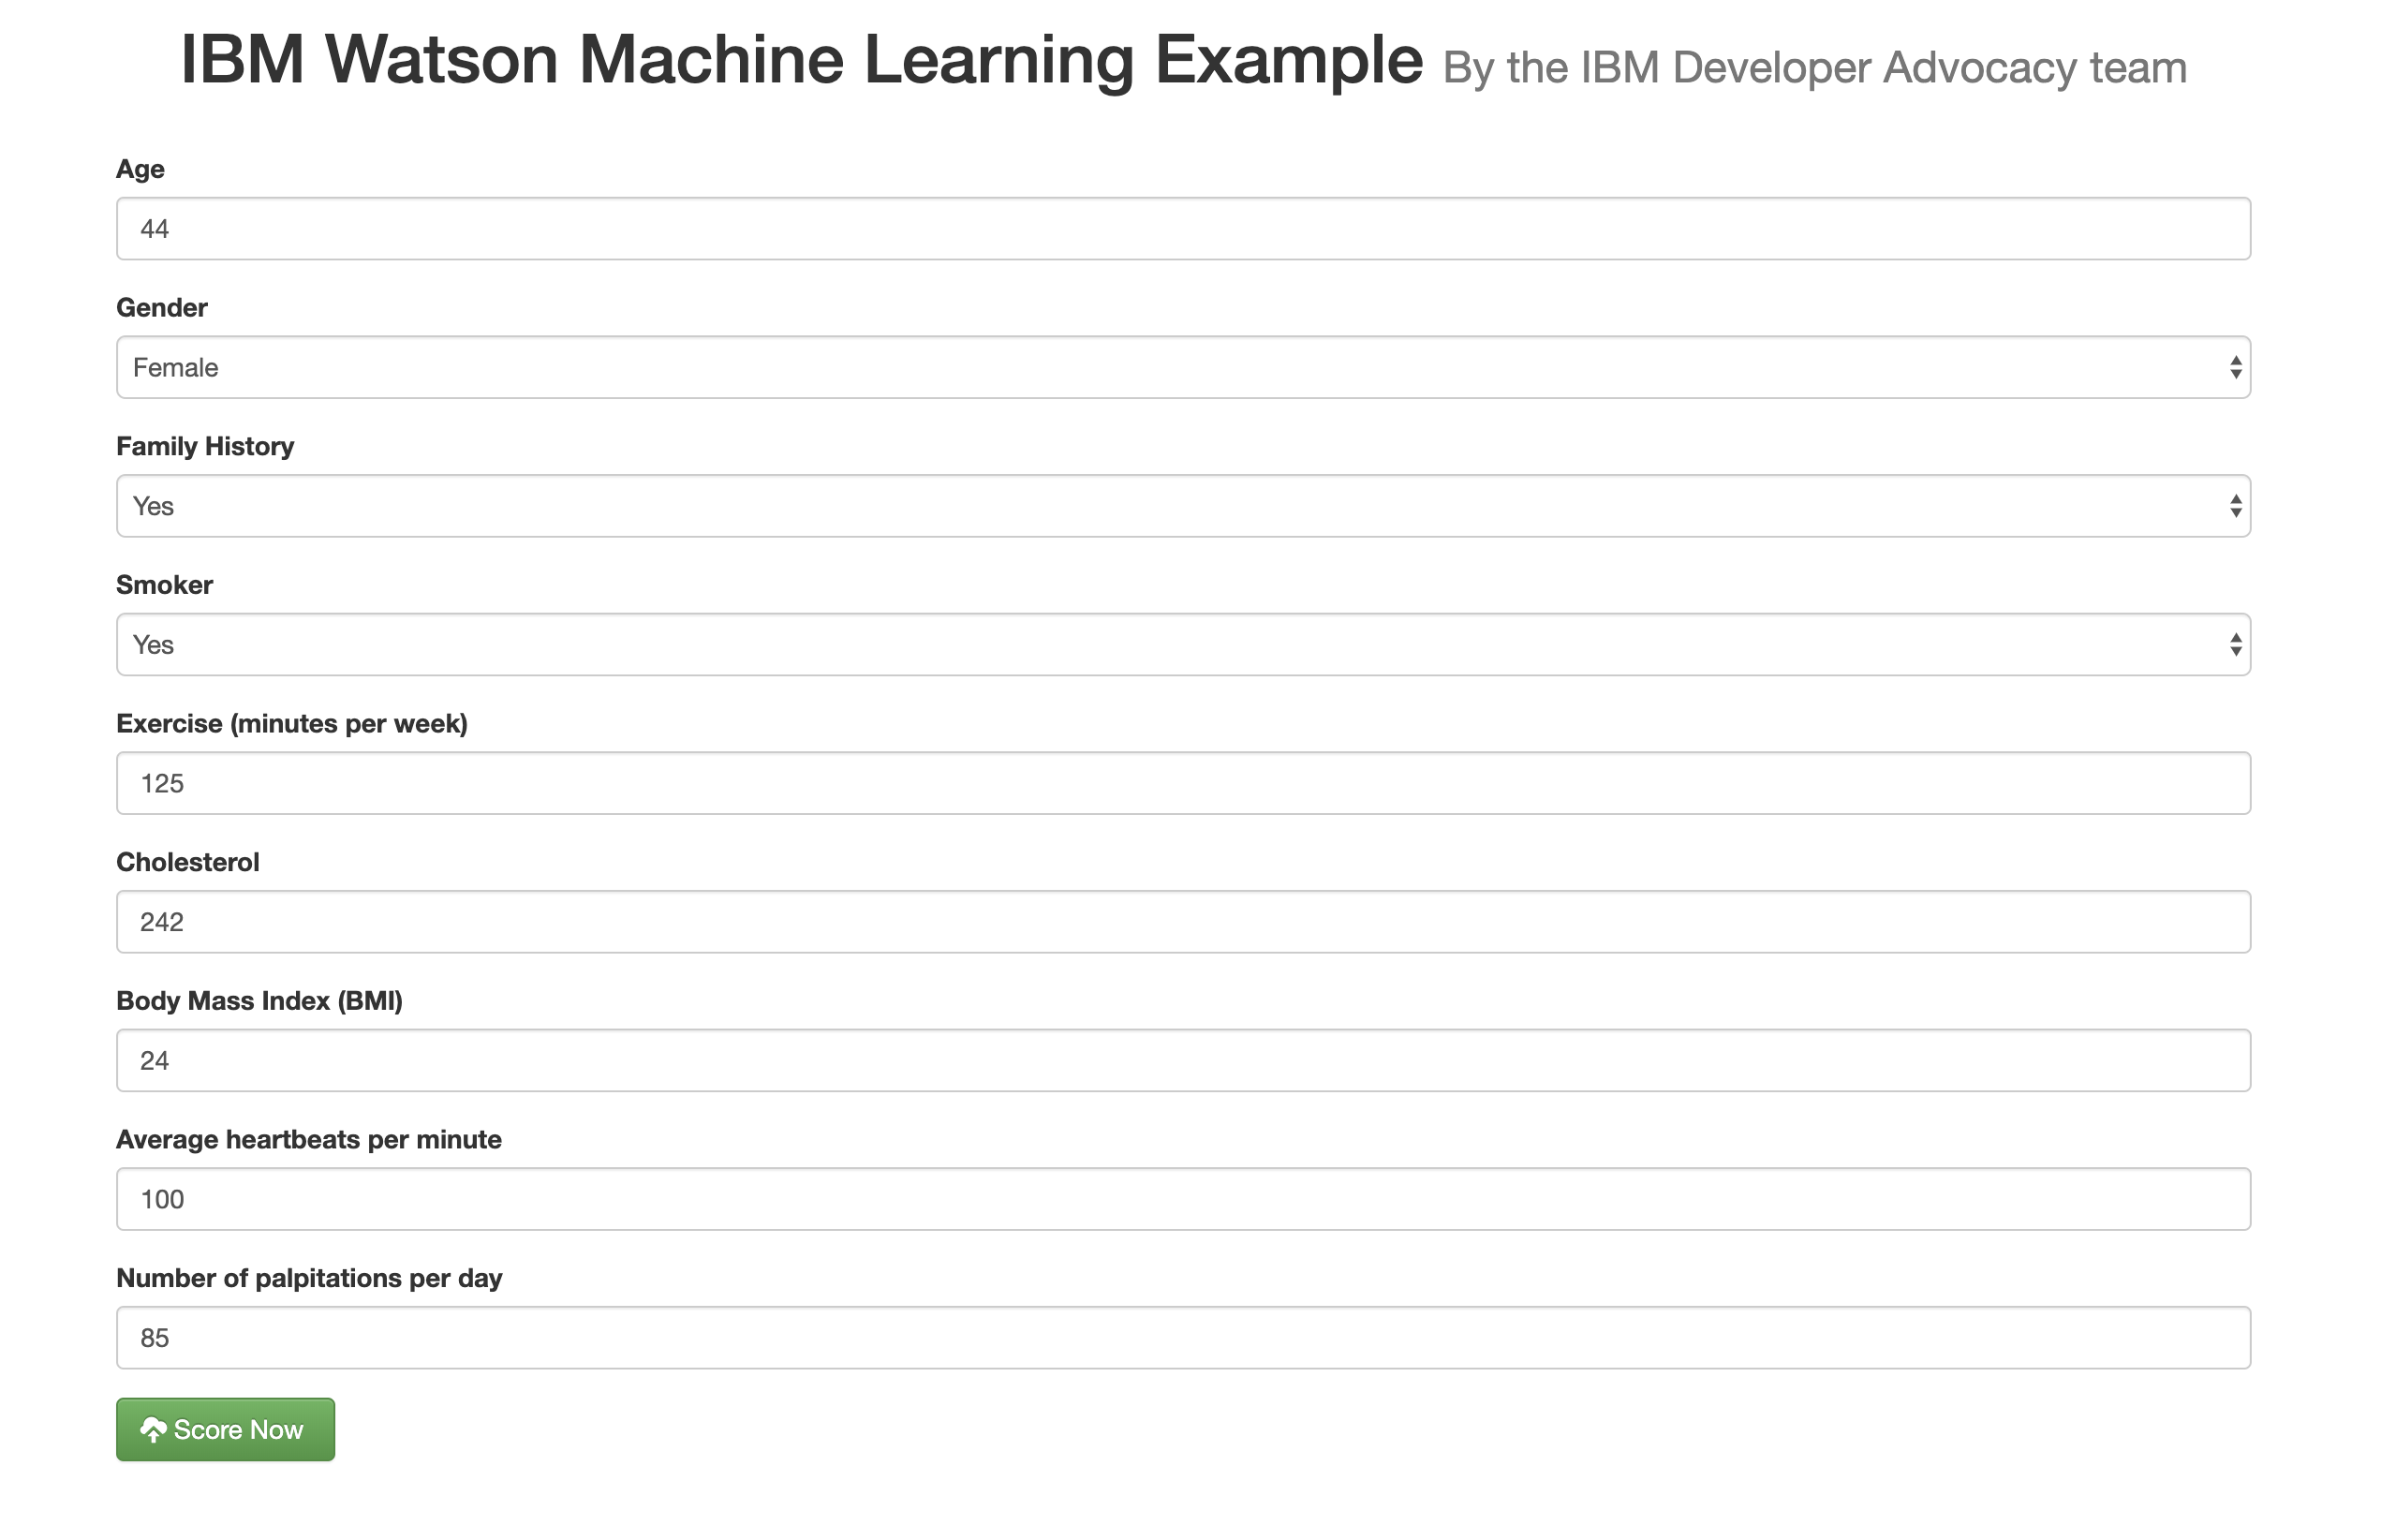 IBM Watson Machine Learning Example By the IBM Developer Advocacy team
Age
44
Gender
Female
Family History
Yes
Smoker
Yes
Exercise (minutes per week)
125
Cholesterol
242
Body Mass Index (BMI)
24
Average heartbeats per minute
100
Number of palpitations per day
85
Score Now